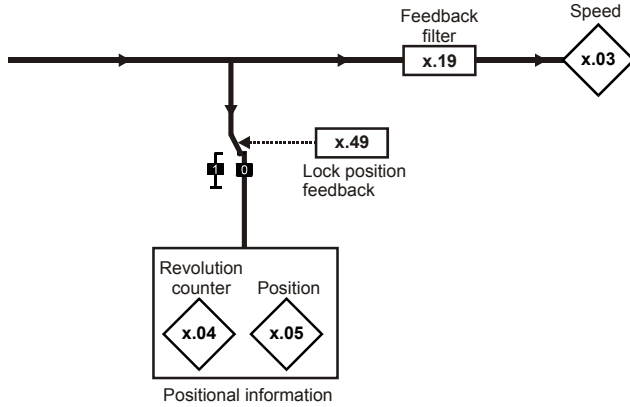 Feedback
filter
Speed
x.19
x.03
x.49
Lock position
feedback
1 0
Revolution
counter
Position
x.04
x.05
Positional information